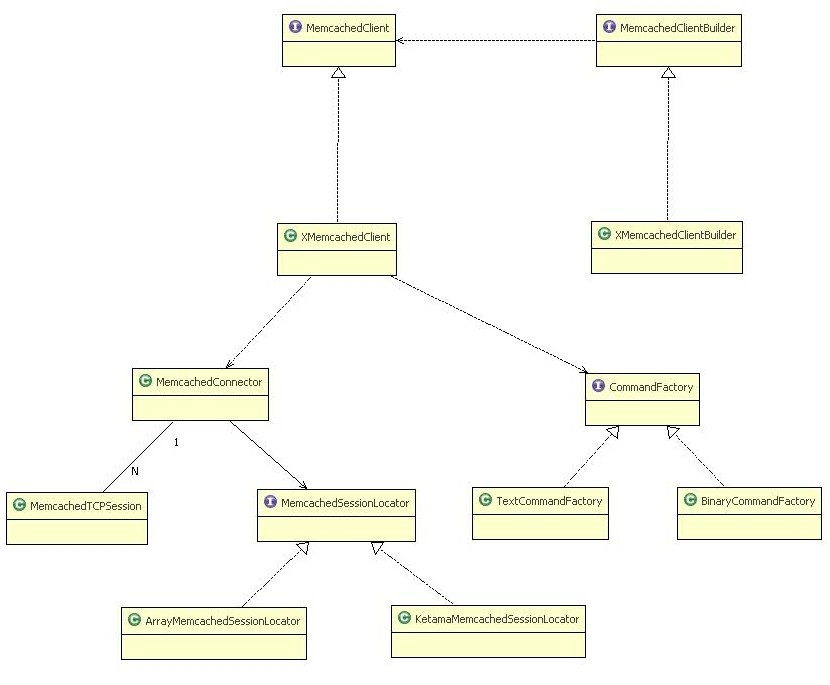 I MemcachedClient
I MemcachedClientBuilder
C XMemcachedClient
C XMemcachedClientBuilder
C MemcachedConnector
I CommandFactory
1
N
C MemcachedTCPSession
I MemcachedSessionLocator
C TextCommandFactory
C BinaryCommandFactory
C ArrayMemcachedSessionLocator
C KetamaMemcachedSessionLocator